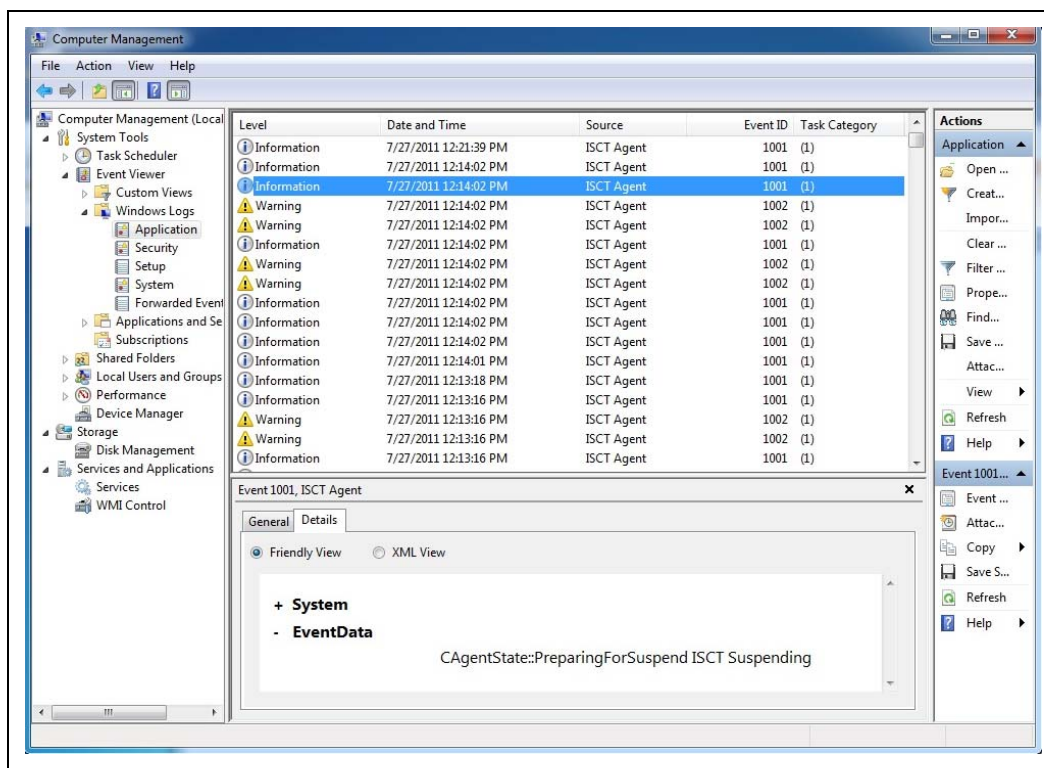 Computer Management
File Action View Help
Computer Management (Local
System Tools
Task Scheduler
Event Viewer
Custom Views
Windows Logs
Application
Security
Setup
System
Forwarded Event
Applications and Se
Subscriptions
Shared Folders
Local Users and Groups
Performance
Device Manager
Storage
Disk Management
Services and Applications
Services
WMI Control
Level Date and Time Source Event ID Task Category
Information 7/27/2011 12:21:39 PM ISCT Agent 1001 (1)
Information 7/27/2011 12:14:02 PM ISCT Agent 1001 (1)
Information 7/27/2011 12:14:02 PM ISCT Agent 1001 (1)
Warning 7/27/2011 12:14:02 PM ISCT Agent 1002 (1)
Warning 7/27/2011 12:14:02 PM ISCT Agent 1002 (1)
Information 7/27/2011 12:14:02 PM ISCT Agent 1001 (1)
Warning 7/27/2011 12:14:02 PM ISCT Agent 1002 (1)
Warning 7/27/2011 12:14:02 PM ISCT Agent 1002 (1)
Information 7/27/2011 12:14:02 PM ISCT Agent 1001 (1)
Information 7/27/2011 12:14:02 PM ISCT Agent 1001 (1)
Information 7/27/2011 12:14:02 PM ISCT Agent 1001 (1)
Information 7/27/2011 12:14:01 PM ISCT Agent 1001 (1)
Information 7/27/2011 12:13:18 PM ISCT Agent 1001 (1)
Information 7/27/2011 12:13:16 PM ISCT Agent 1001 (1)
Warning 7/27/2011 12:13:16 PM ISCT Agent 1002 (1)
Warning 7/27/2011 12:13:16 PM ISCT Agent 1002 (1)
Information 7/27/2011 12:13:16 PM ISCT Agent 1001 (1)
Event 1001, ISCT Agent
General Details
Friendly View XML View
+ System
- EventData
CAgentState::PreparingForSuspend ISCT Suspending
Actions
Application
Open ...
Creat...
Impor...
Clear ...
Filter ...
Prope...
Find...
Save ...
Attac...
View
Refresh
Help
Event 1001...
Event ...
Attac...
Copy
Save S...
Refresh
Help